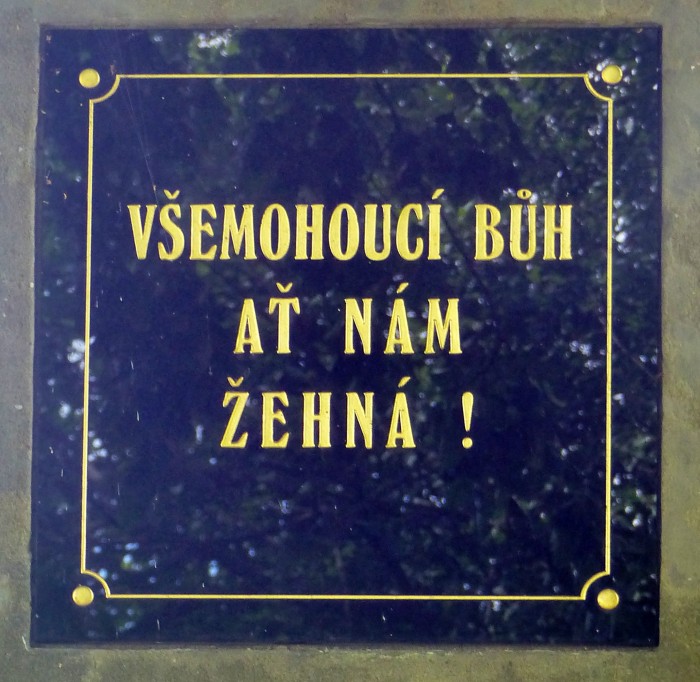 VŠEMOHOUCÍ BŮH
AŤ NÁM
ŽEHNÁ !